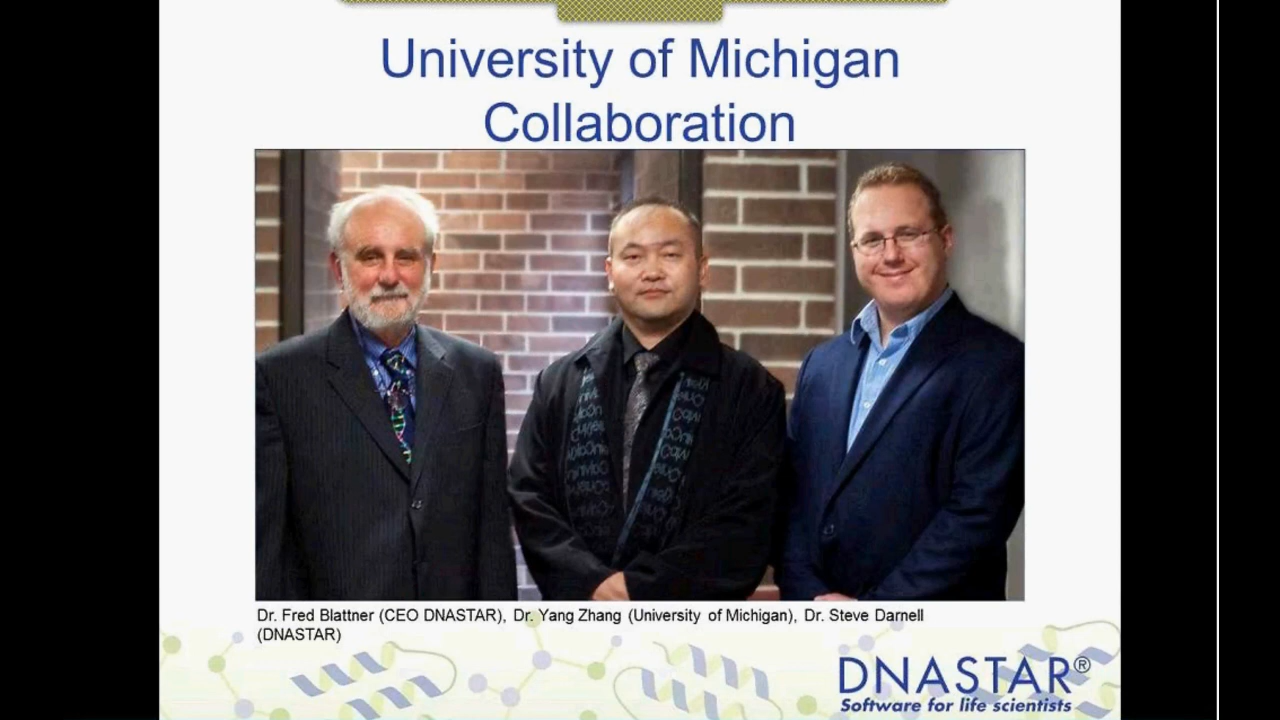 University of Michigan
Collaboration
Dr. Fred Blattner (CEO DNASTAR), Dr. Yang Zhang (University of Michigan), Dr. Steve Darnell
(DNASTAR)
DNASTAR®
Software for life scientists